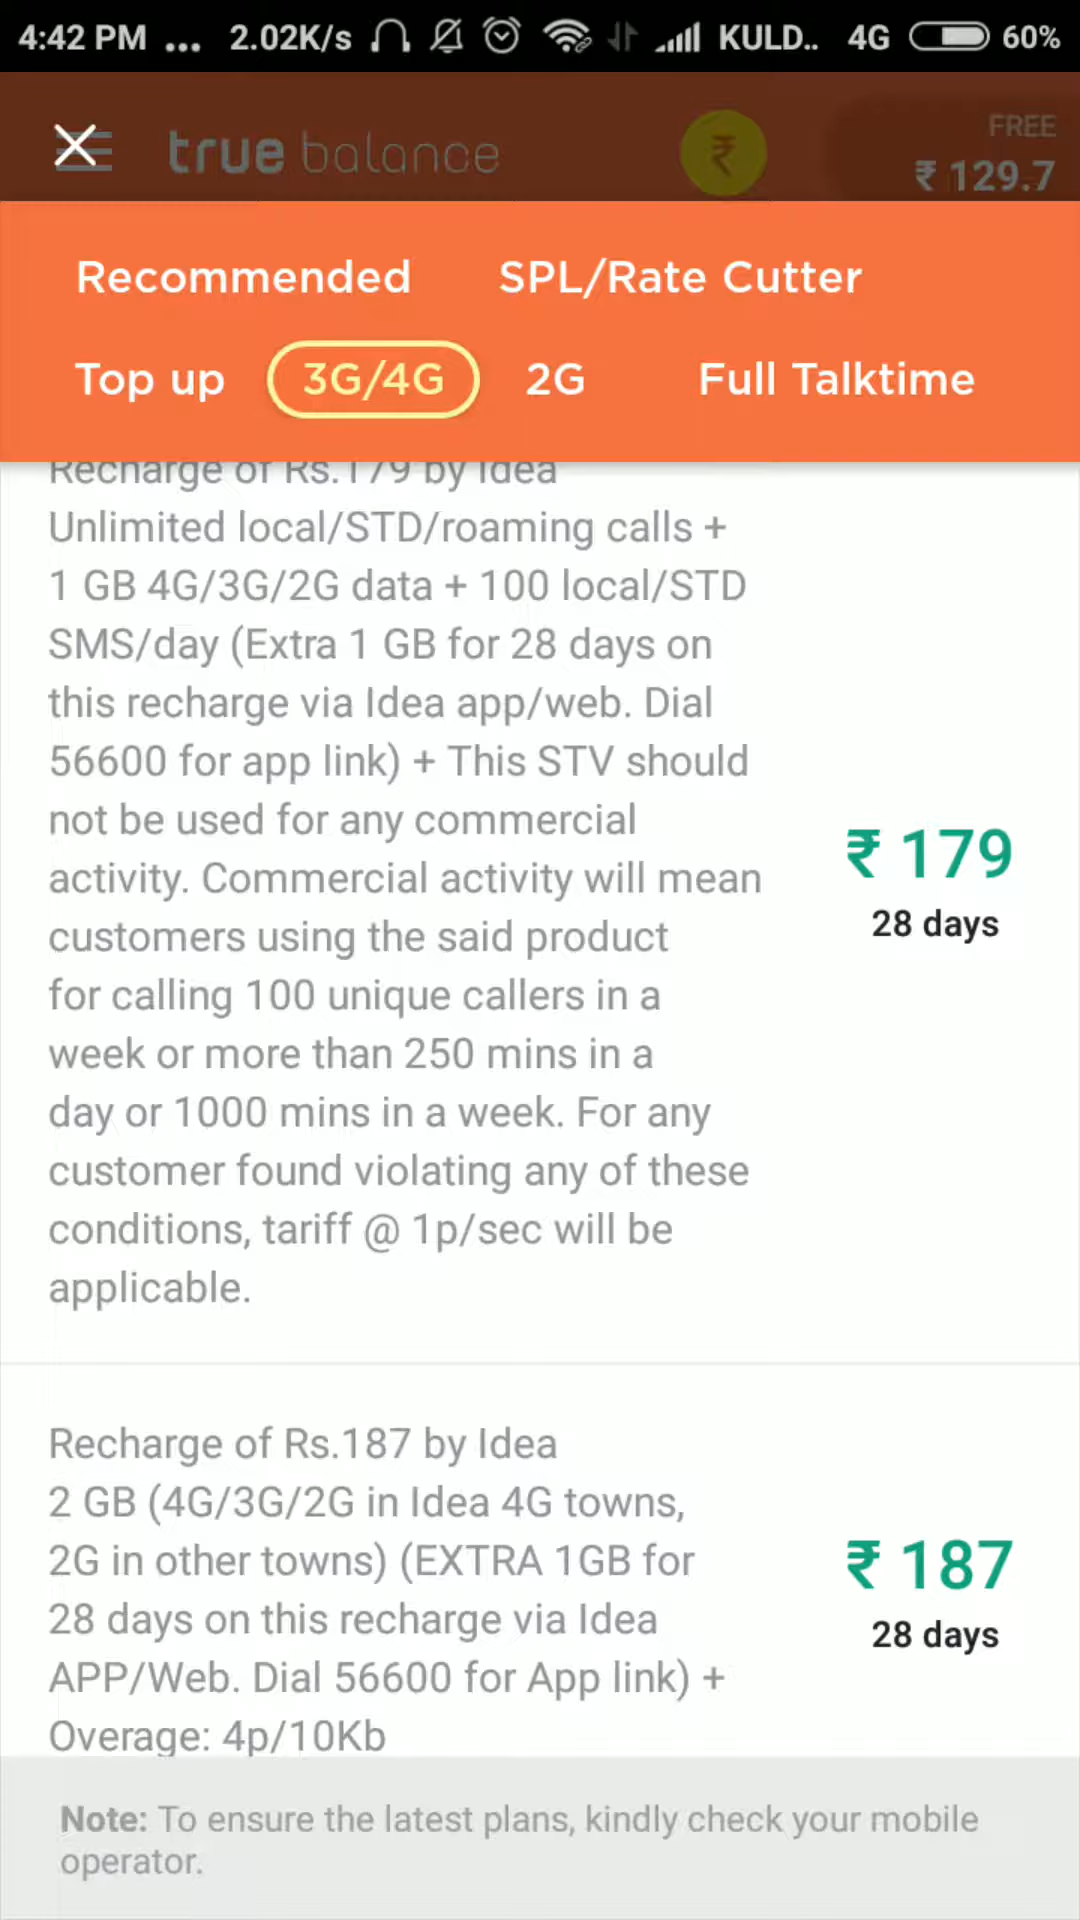 4:42 PM ... 2.02K/s KULD.. 4G 60%
true balance
₹
FREE
₹ 129.7
Recommended SPL/Rate Cutter
Top up 3G/4G 2G Full Talktime
Recharge of Rs.179 by Idea
Unlimited local/STD/roaming calls +
1 GB 4G/3G/2G data + 100 local/STD
SMS/day (Extra 1 GB for 28 days on
this recharge via Idea app/web. Dial
56600 for app link) + This STV should
not be used for any commercial
activity. Commercial activity will mean
customers using the said product
for calling 100 unique callers in a
week or more than 250 mins in a
day or 1000 mins in a week. For any
customer found violating any of these
conditions, tariff @ 1p/sec will be
applicable.
₹ 179
28 days
Recharge of Rs.187 by Idea
2 GB (4G/3G/2G in Idea 4G towns,
2G in other towns) (EXTRA 1GB for
28 days on this recharge via Idea
APP/Web. Dial 56600 for App link) +
Overage: 4p/10Kb
₹ 187
28 days
Note: To ensure the latest plans, kindly check your mobile
operator.